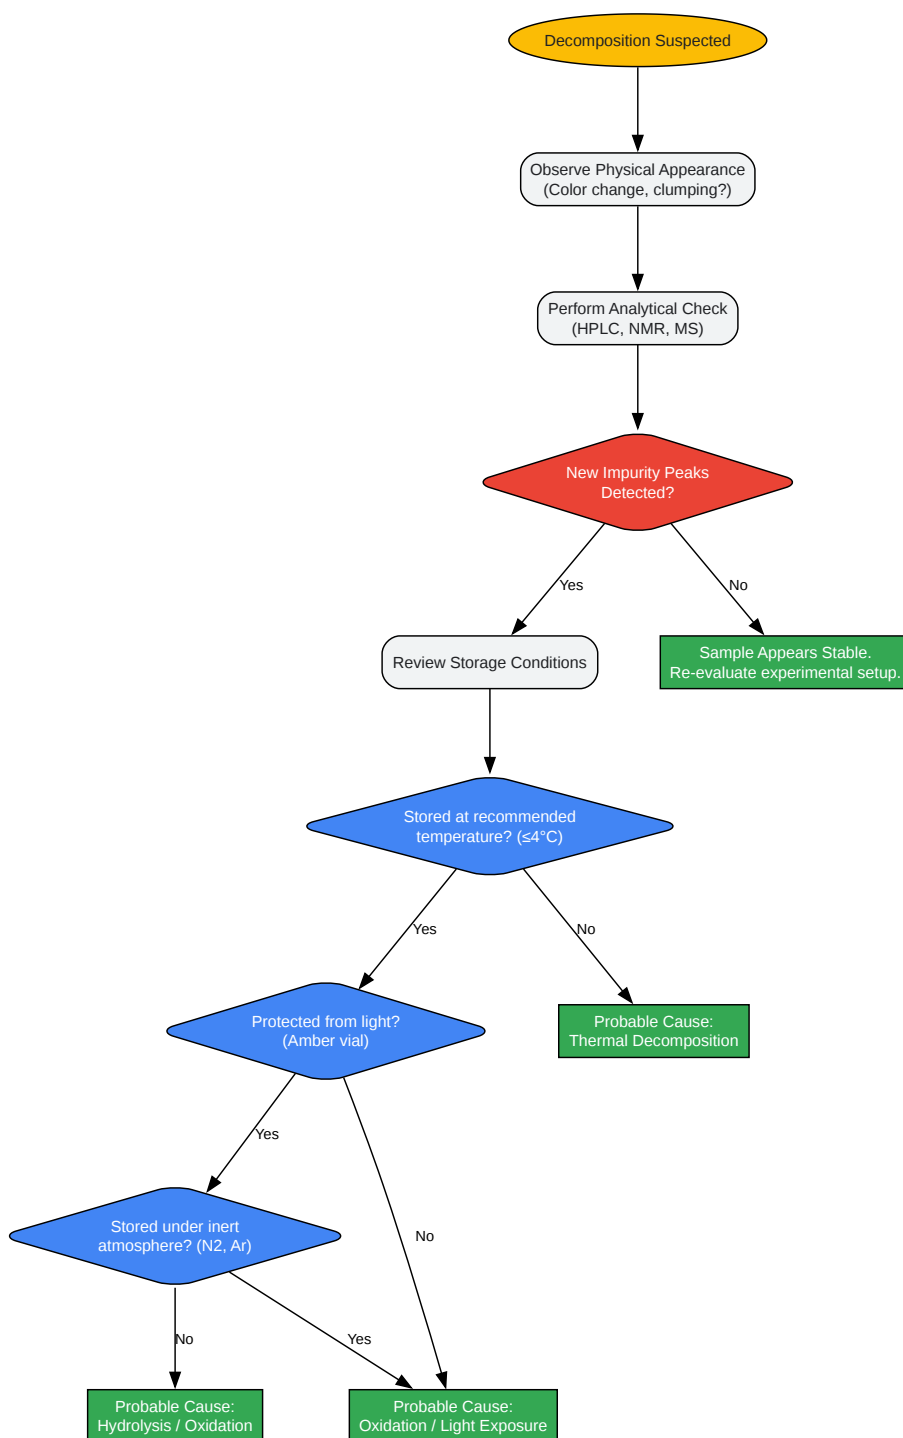 Decomposition Suspected
Observe Physical Appearance
(Color change, clumping?)
Perform Analytical Check
(HPLC, NMR, MS)
New Impurity Peaks
Detected?
Yes
No
Review Storage Conditions
Sample Appears Stable.
Re-evaluate experimental setup.
Stored at recommended
temperature? (≤4°C)
Yes
No
Protected from light?
(Amber vial)
Probable Cause:
Thermal Decomposition
Yes
No
Stored under inert
atmosphere? (N2, Ar)
No
Yes
Probable Cause:
Hydrolysis / Oxidation
Probable Cause:
Oxidation / Light Exposure